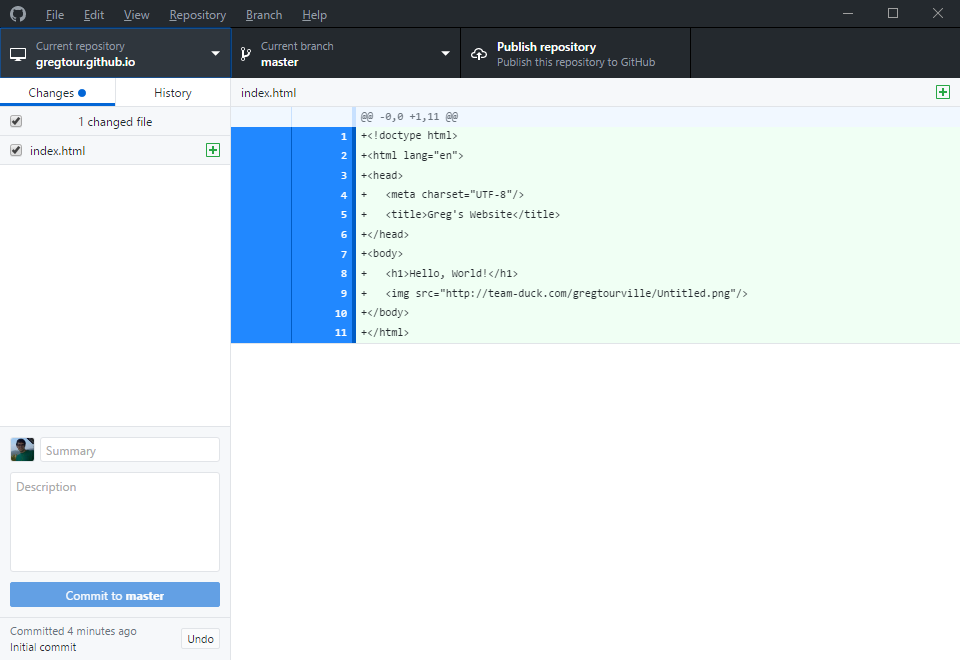 File Edit View Repository Branch Help
Current repository
gregtour.github.io
Current branch
master
Publish repository
Publish this repository to GitHub
Changes History
index.html
1 changed file
index.html
@@ -0,0 +1,11 @@
1 +<!doctype html>
2 +<html lang="en">
3 +<head>
4 +   <meta charset="UTF-8"/>
5 +   <title>Greg's Website</title>
6 +</head>
7 +<body>
8 +   <h1>Hello, World!</h1>
9 +   <img src="http://team-duck.com/gregtourville/Untitled.png"/>
10 +</body>
11 +</html>
Summary
Description
Commit to master
Committed 4 minutes ago
Initial commit
Undo